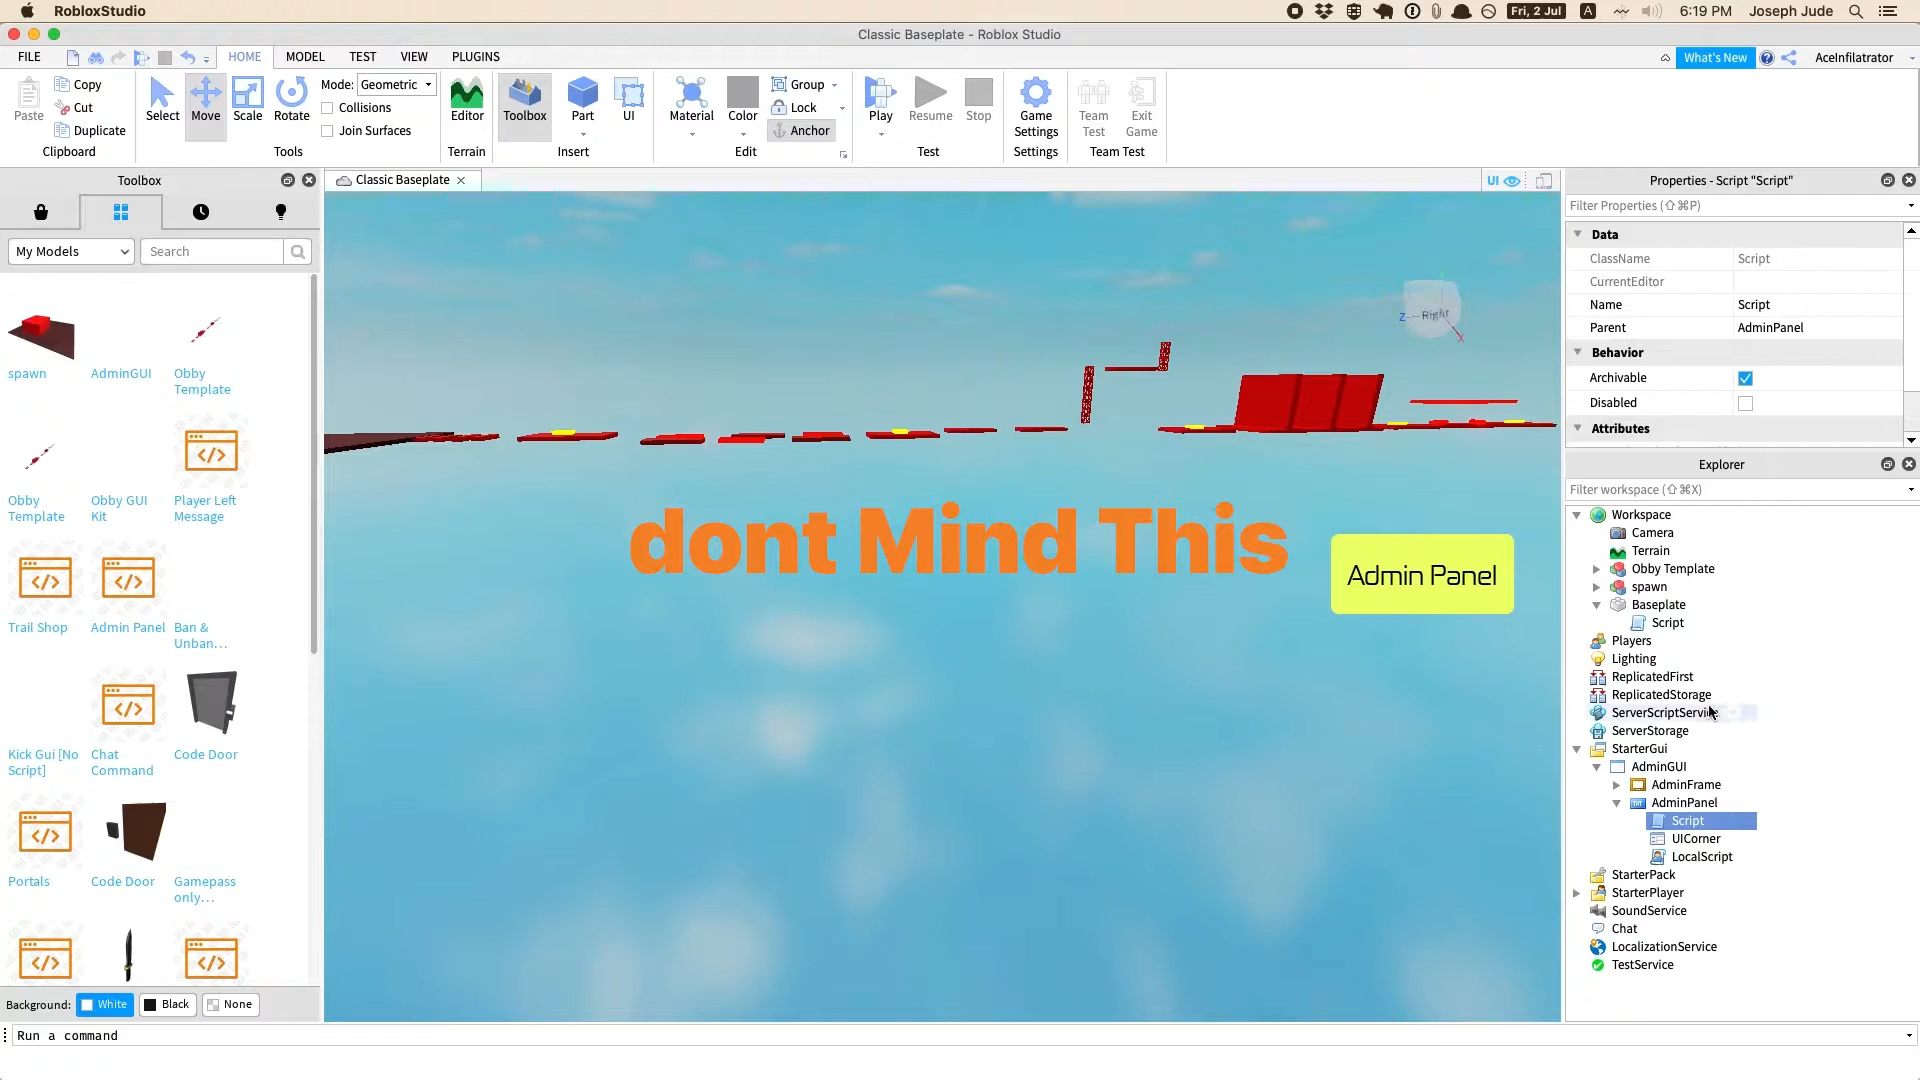 RobloxStudio
Fri, 2 Jul
A
6:19 PM
Joseph Jude
Classic Baseplate - Roblox Studio
FILE
HOME
MODEL
TEST
VIEW
PLUGINS
What's New
AceInfilatrator
Paste
Copy
Cut
Duplicate
Clipboard
Select
Move
Scale
Rotate
Mode:
Geometric
Collisions
Join Surfaces
Tools
Editor
Terrain
Toolbox
Part
UI
Insert
Material
Color
Group
Lock
Anchor
Edit
Play
Resume
Stop
Test
Game
Settings
Settings
Team
Test
Exit
Game
Team Test
Toolbox
My Models
Search
spawn
AdminGUI
Obby
Template
Obby
Template
Obby GUI
Kit
Player Left
Message
Trail Shop
Admin Panel
Ban &
Unban...
Kick Gui [No
Script]
Chat
Command
Code Door
Portals
Code Door
Gamepass
only...
Background:
White
Black
None
Run a command
Classic Baseplate
UI
Z
Right
X
dont Mind This
Admin Panel
Properties - Script "Script"
Filter Properties (⇧⌘P)
Data
ClassName
Script
CurrentEditor
Name
Script
Parent
AdminPanel
Behavior
Archivable
Disabled
Attributes
Explorer
Filter workspace (⇧⌘X)
Workspace
Camera
Terrain
Obby Template
spawn
Baseplate
Script
Players
Lighting
ReplicatedFirst
ReplicatedStorage
ServerScriptService
ServerStorage
StarterGui
AdminGUI
AdminFrame
AdminPanel
Script
UICorner
LocalScript
StarterPack
StarterPlayer
SoundService
Chat
LocalizationService
TestService